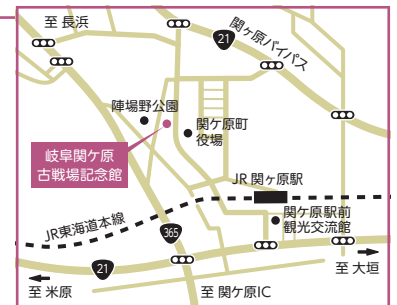 至 長浜
21
関ヶ原バイパス
陣場野公園
関ケ原町
役場
岐阜関ケ原
古戦場記念館
JR 関ヶ原駅
関ケ原駅前
観光交流館
JR東海道本線
365
21
至 大垣
至 米原
至 関ケ原IC